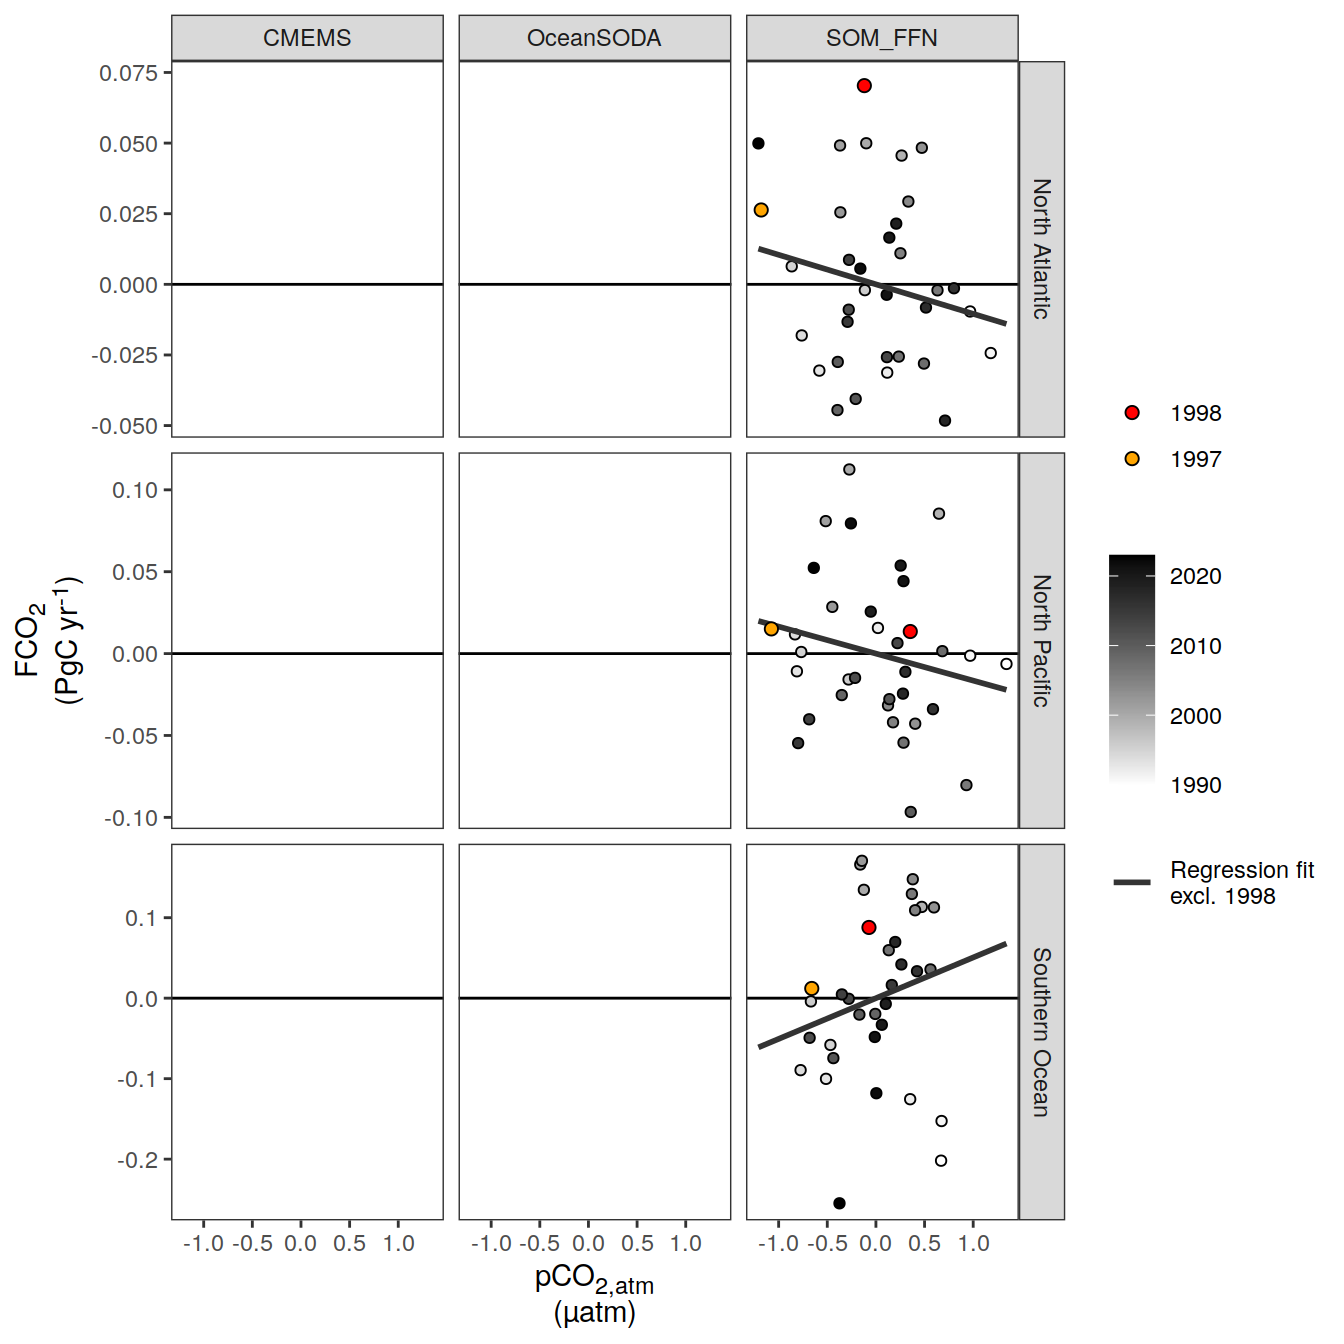 CMEMS OceanSODA SOM_FFN
0.075
0.050
0.025
0.000
-0.025
-0.050
North Atlantic
0.10
0.05
0.00
-0.05
-0.10
North Pacific
0.1
0.0
-0.1
-0.2
Southern Ocean
-1.0 -0.5 0.0 0.5 1.0 -1.0 -0.5 0.0 0.5 1.0 -1.0 -0.5 0.0 0.5 1.0
pCO₂,atm
(µatm)
FCO₂
(PgC yr⁻¹)
1998
1997
2020
2010
2000
1990
Regression fit
excl. 1998